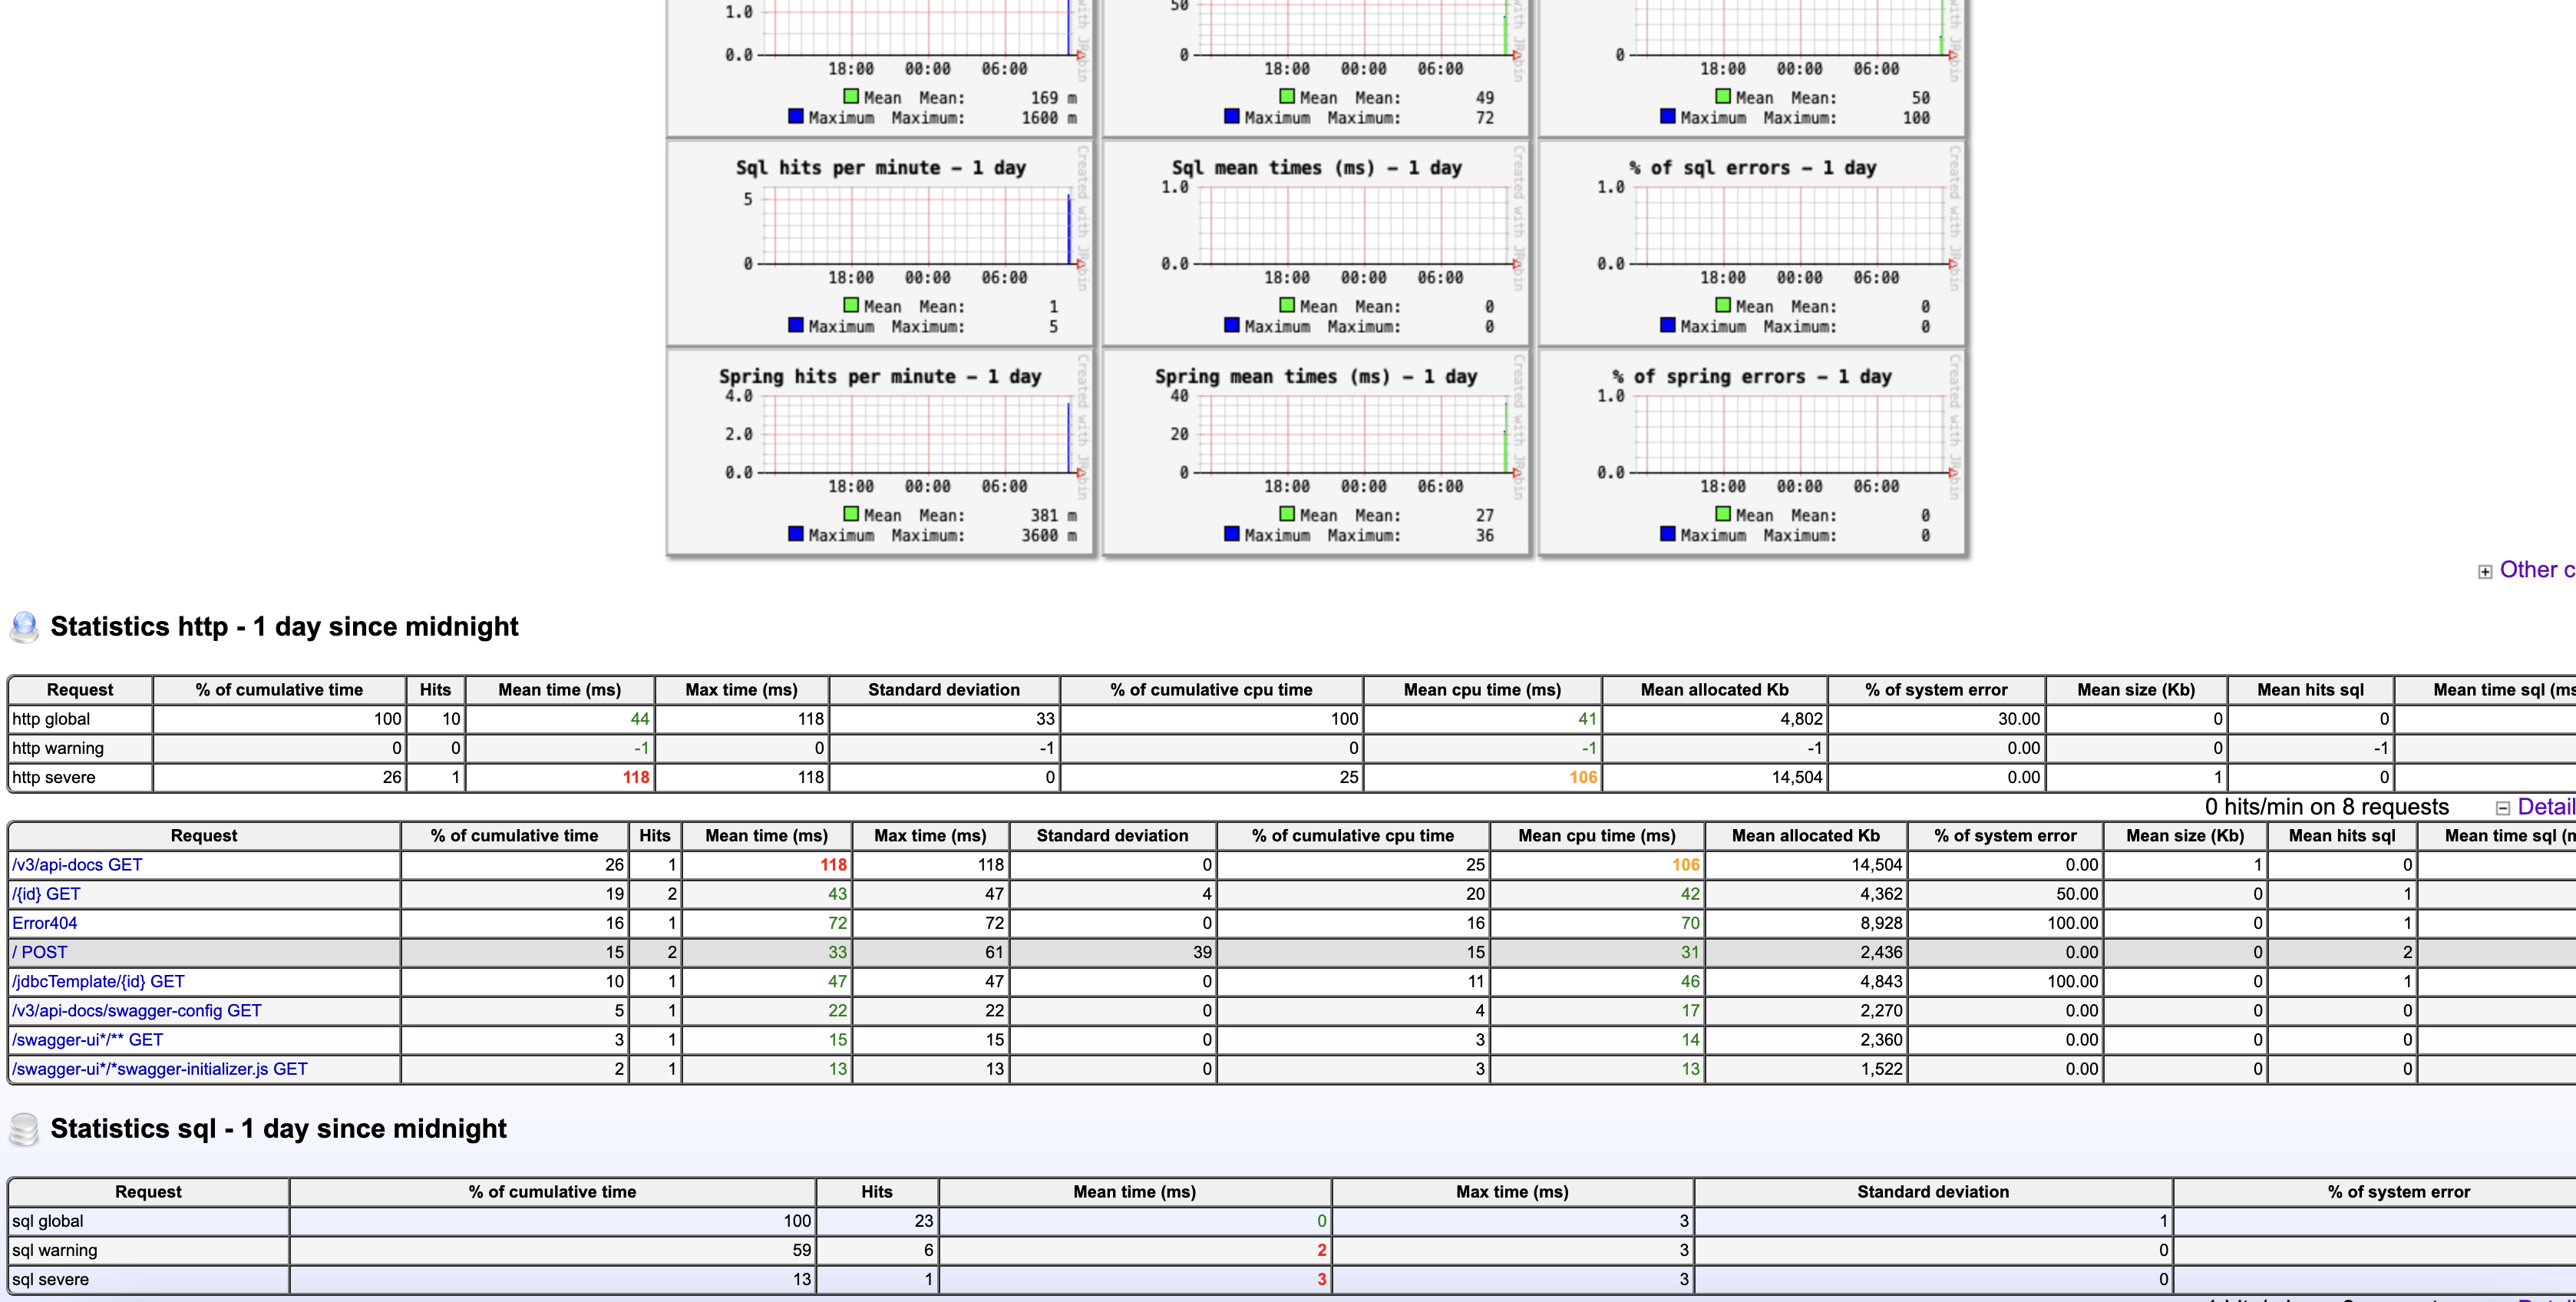 1.0
0.0
18:00 00:00 06:00
Mean Mean: 169 m
Maximum Maximum: 1600 m
50
0
18:00 00:00 06:00
Mean Mean: 49
Maximum Maximum: 72
0
18:00 00:00 06:00
Mean Mean: 50
Maximum Maximum: 100
Sql hits per minute – 1 day
5
0
18:00 00:00 06:00
Mean Mean: 1
Maximum Maximum: 5
Created with JRobin
Sql mean times (ms) – 1 day
1.0
0.0
18:00 00:00 06:00
Mean Mean: 0
Maximum Maximum: 0
Created with JRobin
% of sql errors – 1 day
1.0
0.0
18:00 00:00 06:00
Mean Mean: 0
Maximum Maximum: 0
Created with JRobin
Spring hits per minute – 1 day
4.0
2.0
0.0
18:00 00:00 06:00
Mean Mean: 381 m
Maximum Maximum: 3600 m
Created with JRobin
Spring mean times (ms) – 1 day
40
20
0
18:00 00:00 06:00
Mean Mean: 27
Maximum Maximum: 36
Created with JRobin
% of spring errors – 1 day
1.0
0.0
18:00 00:00 06:00
Mean Mean: 0
Maximum Maximum: 0
Created with JRobin
Other c
Statistics http - 1 day since midnight
Request % of cumulative time Hits Mean time (ms) Max time (ms) Standard deviation % of cumulative cpu time Mean cpu time (ms) Mean allocated Kb % of system error Mean size (Kb) Mean hits sql Mean time sql (ms
http global 100 10 44 118 33 100 41 4,802 30.00 0 0
http warning 0 0 -1 0 -1 0 -1 -1 0.00 0 -1
http severe 26 1 118 118 0 25 106 14,504 0.00 1 0
0 hits/min on 8 requests Detail
Request % of cumulative time Hits Mean time (ms) Max time (ms) Standard deviation % of cumulative cpu time Mean cpu time (ms) Mean allocated Kb % of system error Mean size (Kb) Mean hits sql Mean time sql (m
/v3/api-docs GET 26 1 118 118 0 25 106 14,504 0.00 1 0
/{id} GET 19 2 43 47 4 20 42 4,362 50.00 0 1
Error404 16 1 72 72 0 16 70 8,928 100.00 0 1
/ POST 15 2 33 61 39 15 31 2,436 0.00 0 2
/jdbcTemplate/{id} GET 10 1 47 47 0 11 46 4,843 100.00 0 1
/v3/api-docs/swagger-config GET 5 1 22 22 0 4 17 2,270 0.00 0 0
/swagger-ui*/** GET 3 1 15 15 0 3 14 2,360 0.00 0 0
/swagger-ui*/*swagger-initializer.js GET 2 1 13 13 0 3 13 1,522 0.00 0 0
Statistics sql - 1 day since midnight
Request % of cumulative time Hits Mean time (ms) Max time (ms) Standard deviation % of system error
sql global 100 23 0 3 1
sql warning 59 6 2 3 0
sql severe 13 1 3 3 0